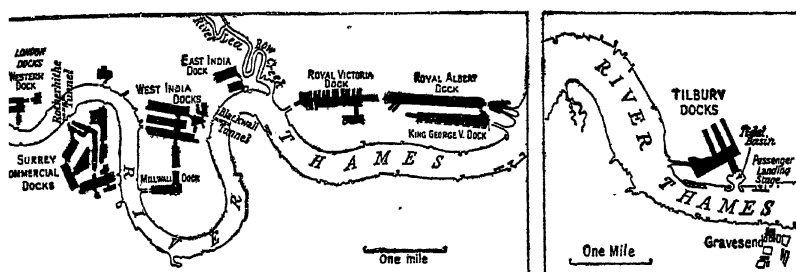 LONDON
DOCKS
WESTERN
DOCK
Rotherhithe
Tunnel
SURREY
COMMERCIAL
DOCKS
WEST INDIA
DOCKS
MILLWALL DOCK
EAST INDIA
DOCK
River
Lea
Bow
Creek
Blackwall
Tunnel
ROYAL VICTORIA
DOCK
ROYAL ALBERT
DOCK
KING GEORGE V. DOCK
RIVER
THAMES
One mile
RIVER
THAMES
TILBURY
DOCKS
Tidal
Basin
Passenger
Landing
Stage
Gravesend
One Mile